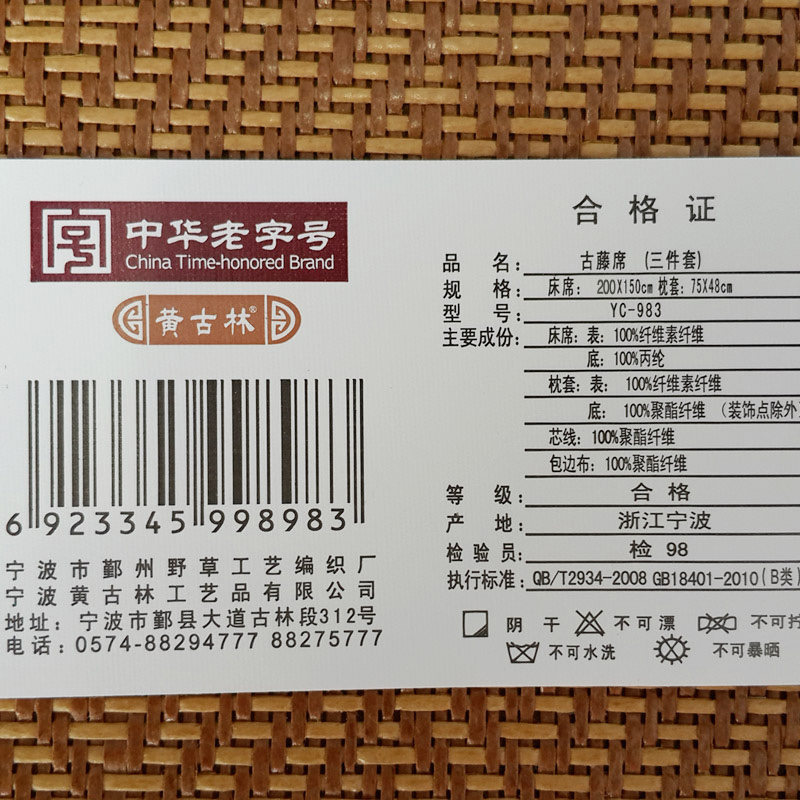 中华老字号
China Time-honored Brand
黄古林®
6 923345 998983
宁波市鄞州野草工艺编织厂
宁波黄古林工艺品有限公司
地址：宁波市鄞县大道古林段312号
电话：0574-88294777 88275777
合格证
品 名：古藤席 (三件套)
规 格：床席：200X150cm 枕套：75X48cm
型 号：YC-983
主要成份：床席：表：100%纤维素纤维
底：100%丙纶
枕套：表：100%纤维素纤维
底：100%聚酯纤维 （装饰点除外）
芯线：100%聚酯纤维
包边布：100%聚酯纤维
等 级：合格
产 地：浙江宁波
检验员：检 98
执行标准：QB/T2934-2008 GB18401-2010(B类)
阴干 不可漂 不可拧
不可水洗 不可暴晒